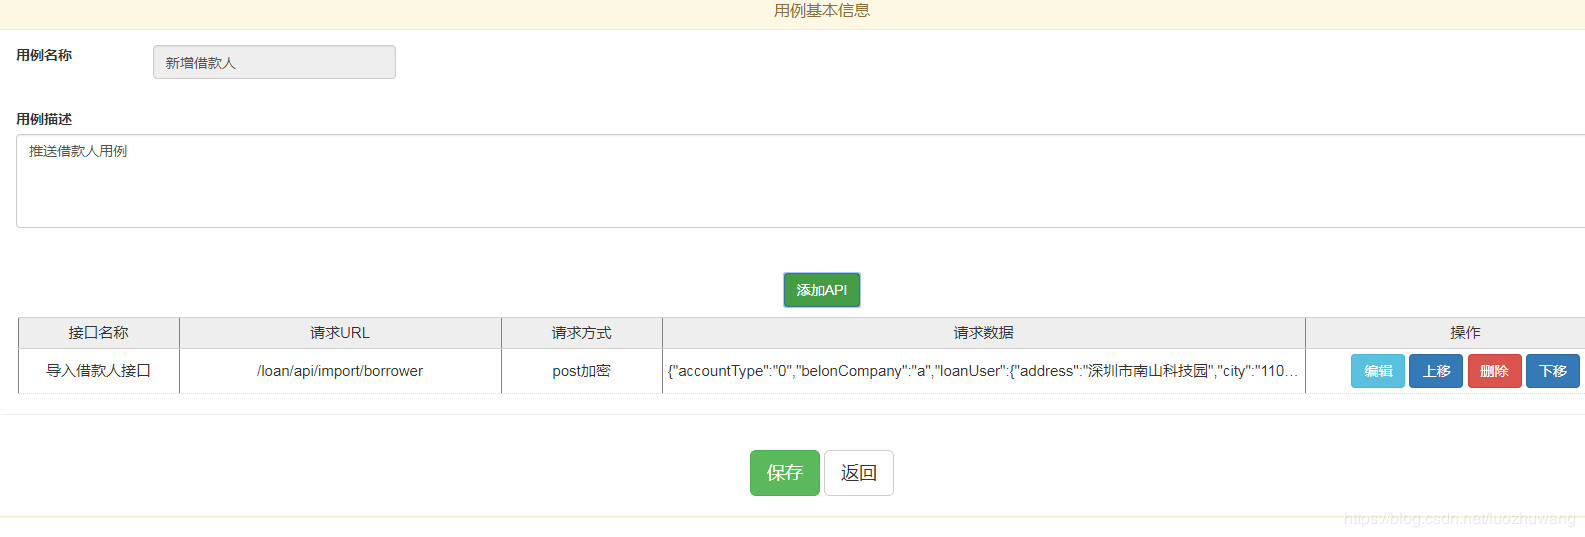 用例基本信息
用例名称
新增借款人
用例描述
推送借款人用例
添加API
接口名称 请求URL 请求方式 请求数据 操作
导入借款人接口 /loan/api/import/borrower post加密 {"accountType":"0","belonCompany":"a","loanUser":{"address":"深圳市南山科技园","city":"110... 编辑 上移 删除 下移
保存 返回
https://blog.csdn.net/luozhuwang